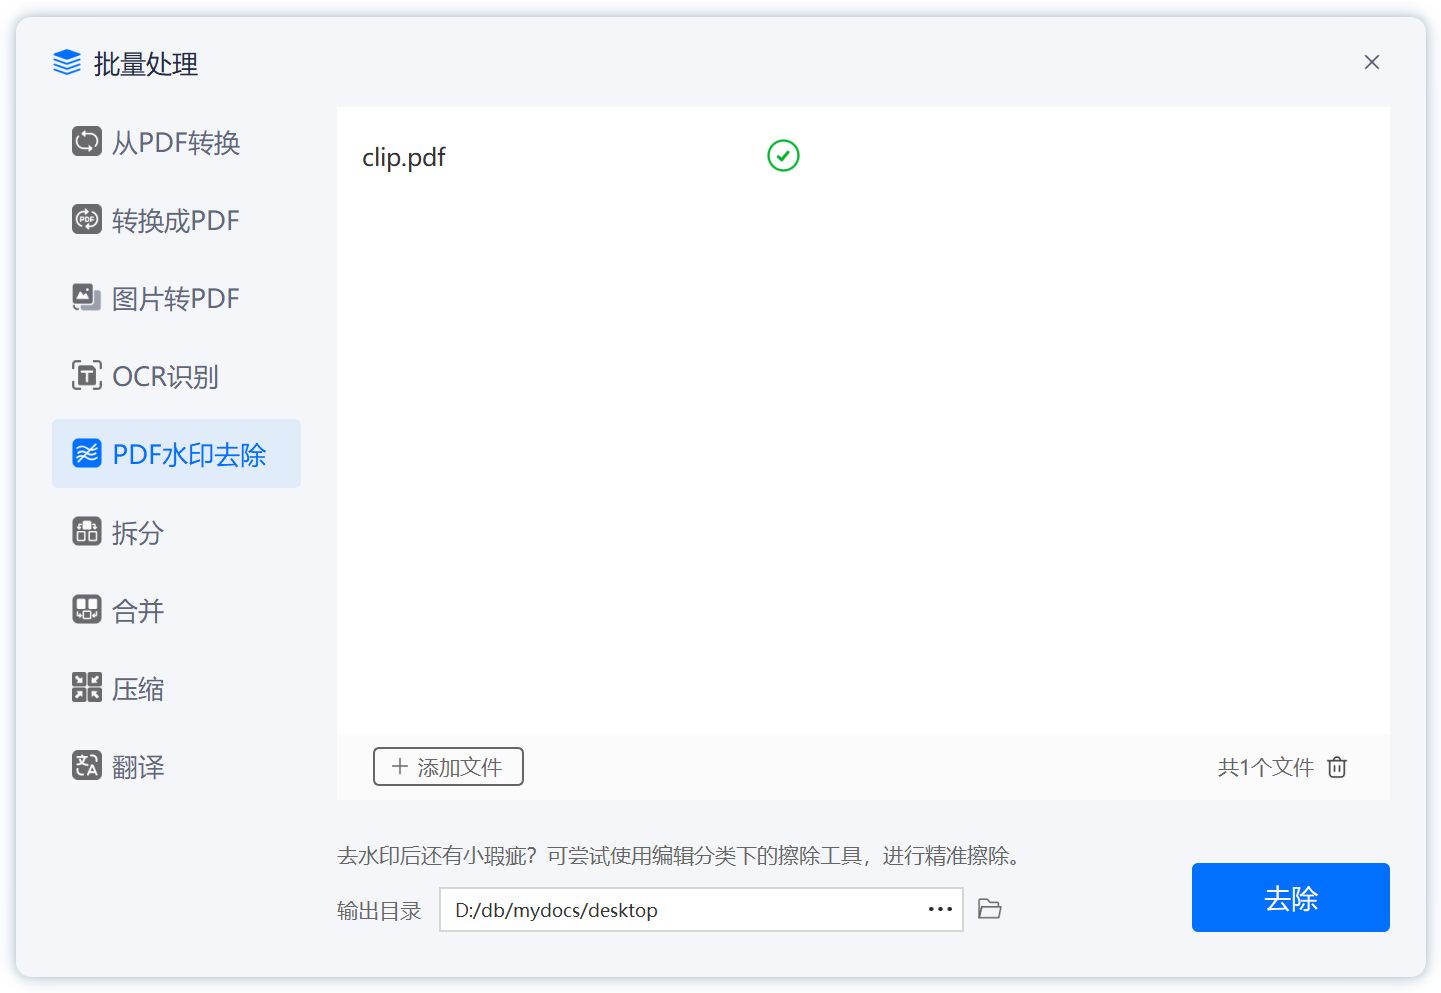 批量处理
从PDF转换
转换成PDF
图片转PDF
OCR识别
PDF水印去除
拆分
合并
压缩
翻译
clip.pdf
添加文件
共1个文件
去水印后还有小瑕疵？可尝试使用编辑分类下的擦除工具，进行精准擦除。
输出目录 D:/db/mydocs/desktop ···
去除